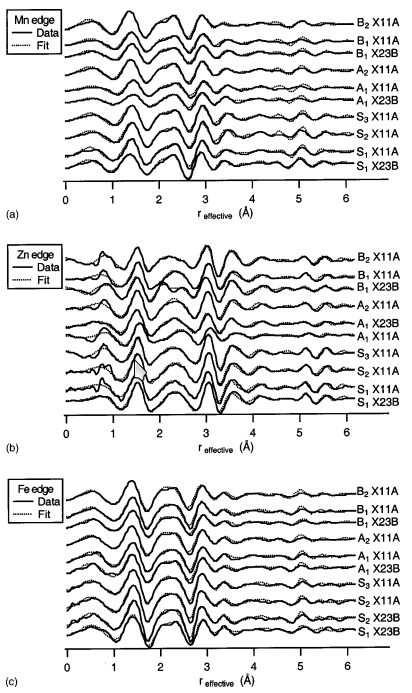 Mn edge
Data
Fit
B2 X11A
B1 X11A
B1 X23B
A2 X11A
A1 X11A
A1 X23B
S3 X11A
S2 X11A
S1 X11A
S1 X23B
0 1 2 3 4 5 6
r effective (Å)
(a)
Zn edge
Data
Fit
B2 X11A
B1 X11A
B1 X23B
A2 X11A
A1 X23B
A1 X11A
S3 X11A
S2 X11A
S1 X11A
S1 X23B
0 1 2 3 4 5 6
r effective (Å)
(b)
Fe edge
Data
Fit
B2 X11A
B1 X11A
B1 X23B
A2 X11A
A1 X11A
A1 X23B
S3 X11A
S2 X11A
S2 X23B
S1 X23B
0 1 2 3 4 5 6
r effective (Å)
(c)